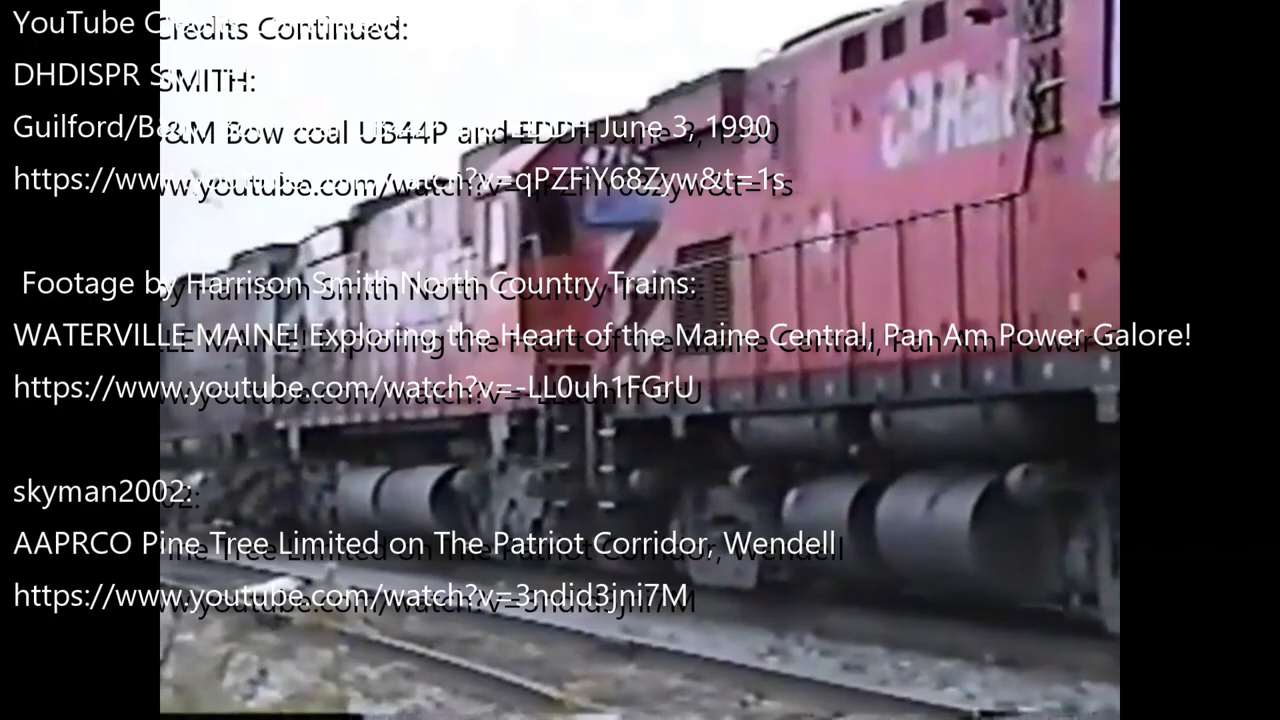 YouTube Credits Continued:
DHDISPR SMITH:
Guilford/B&M Bow coal UB44P and EDDH June 3, 1990
https://www.youtube.com/watch?v=qPZFiY68Zyw&t=1s
Footage by Harrison Smith North Country Trains:
WATERVILLE MAINE! Exploring the Heart of the Maine Central, Pan Am Power Galore!
https://www.youtube.com/watch?v=-LL0uh1FGrU
skyman2002:
AAPRCO Pine Tree Limited on The Patriot Corridor, Wendell
https://www.youtube.com/watch?v=3ndid3jni7M
CP Rail